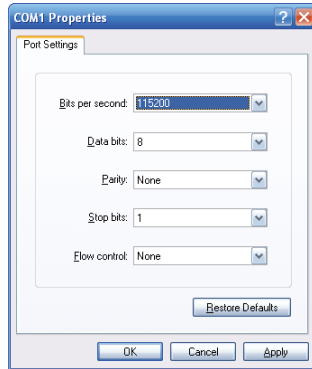 COM1 Properties
Port Settings
Bits per second: 115200
Data bits: 8
Parity: None
Stop bits: 1
Flow control: None
Restore Defaults
OK Cancel Apply